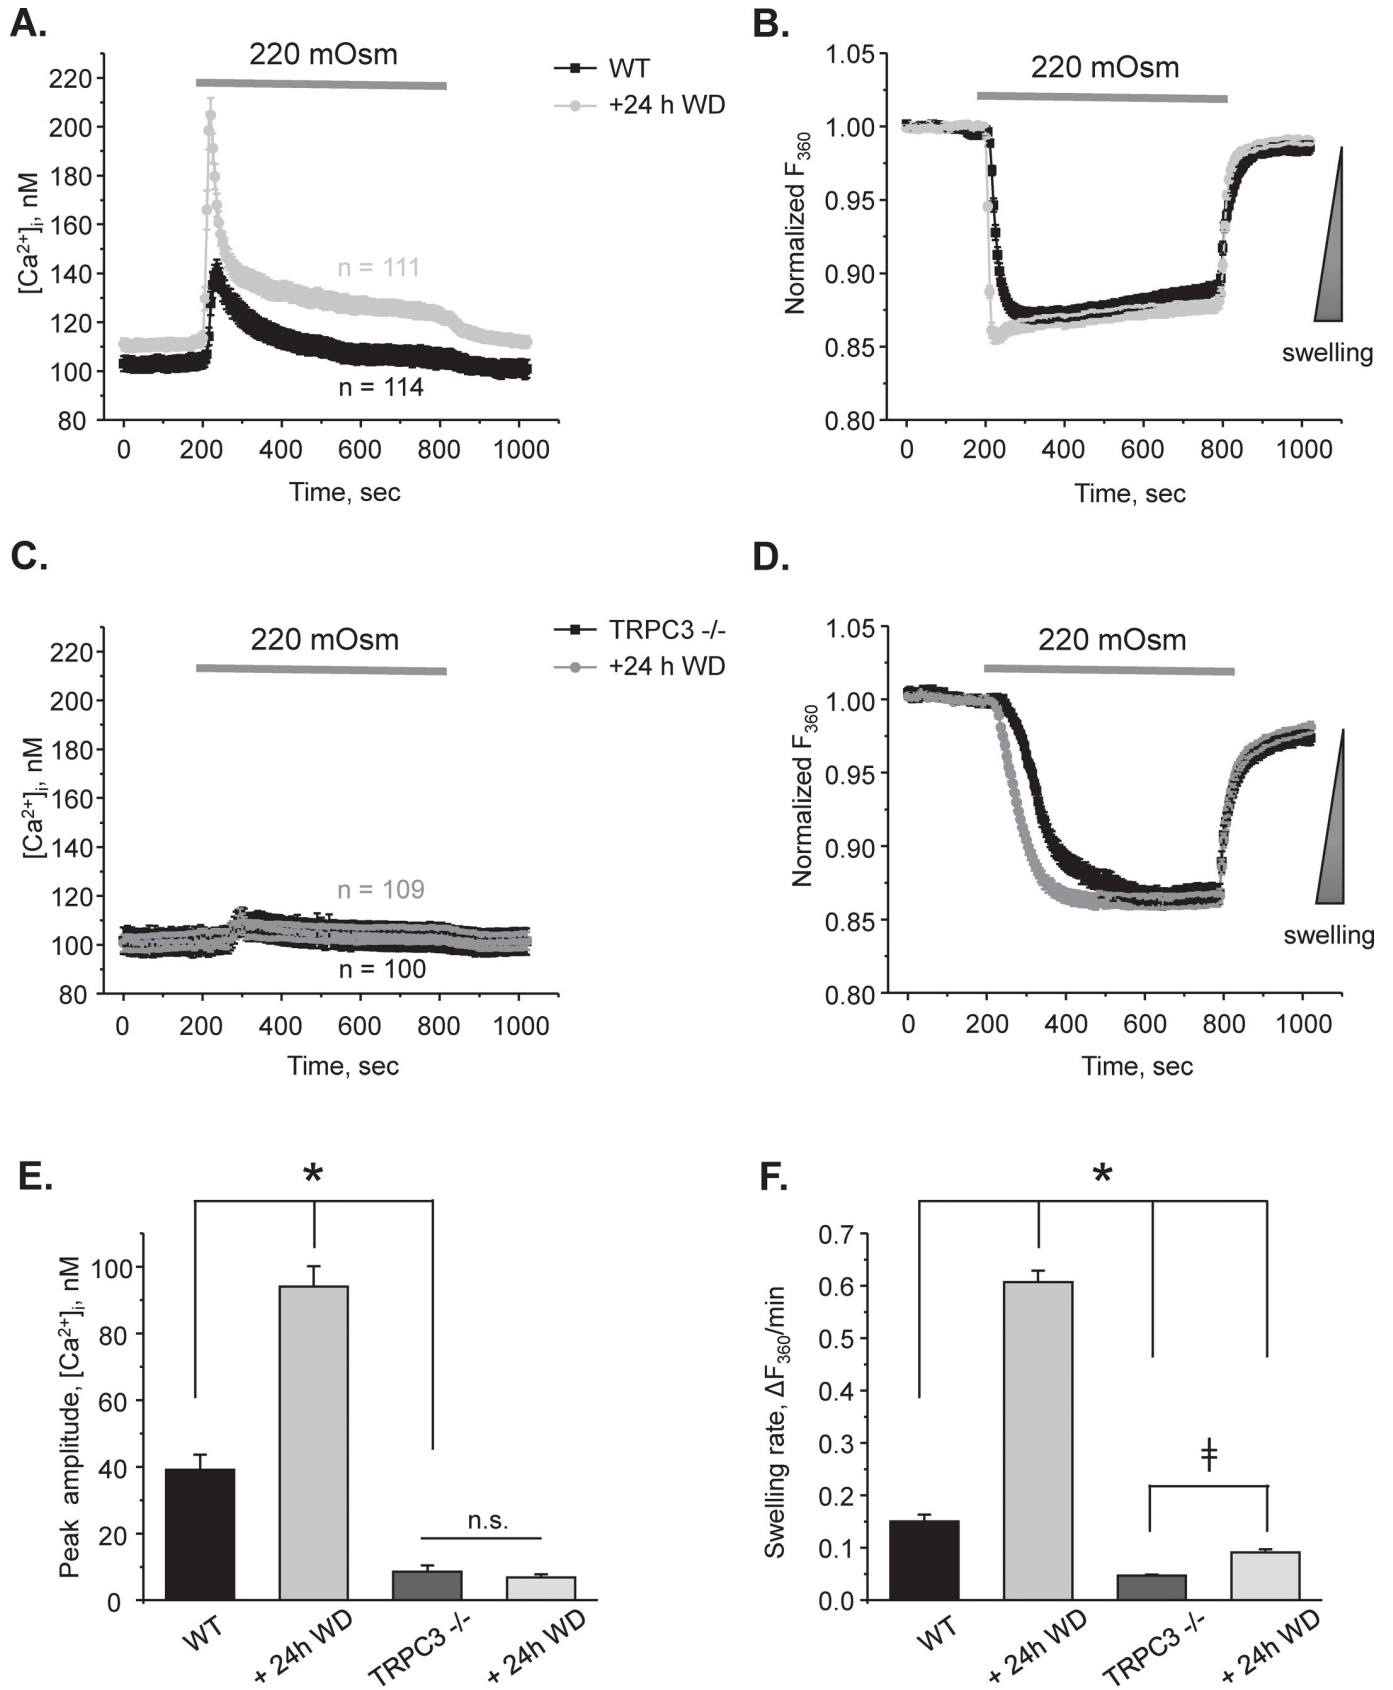 A.
220 mOsm
WT
+24 h WD
220
200
180
160
140
120
100
80
[Ca2+]i, nM
n = 111
n = 114
0 200 400 600 800 1000
Time, sec
B.
220 mOsm
1.05
1.00
0.95
0.90
0.85
0.80
Normalized F360
swelling
0 200 400 600 800 1000
Time, sec
C.
220 mOsm
TRPC3 -/-
+24 h WD
220
200
180
160
140
120
100
80
[Ca2+]i, nM
n = 109
n = 100
0 200 400 600 800 1000
Time, sec
D.
220 mOsm
1.05
1.00
0.95
0.90
0.85
0.80
Normalized F360
swelling
0 200 400 600 800 1000
Time, sec
E.
*
100
80
60
40
20
0
Peak amplitude, [Ca2+]i, nM
n.s.
WT
+ 24h WD
TRPC3 -/-
+ 24h WD
F.
*
0.7
0.6
0.5
0.4
0.3
0.2
0.1
0.0
Swelling rate, ΔF360/min
ǂ
WT
+ 24h WD
TRPC3 -/-
+ 24h WD